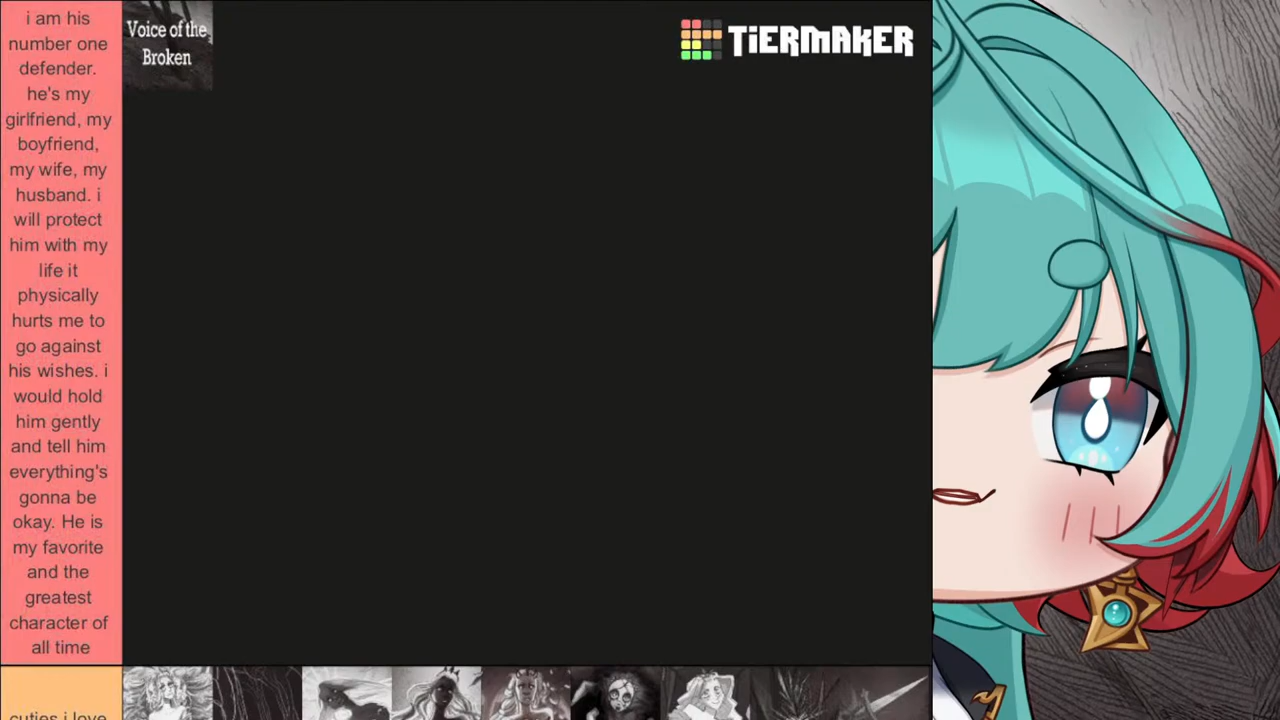 i am his
number one
defender.
he's my
girlfriend, my
boyfriend,
my wife, my
husband. i
will protect
him with my
life it
physically
hurts me to
go against
his wishes. i
would hold
him gently
and tell him
everything's
gonna be
okay. He is
my favorite
and the
greatest
character of
all time
Voice of the
Broken
TiERMAKER
cuties i love